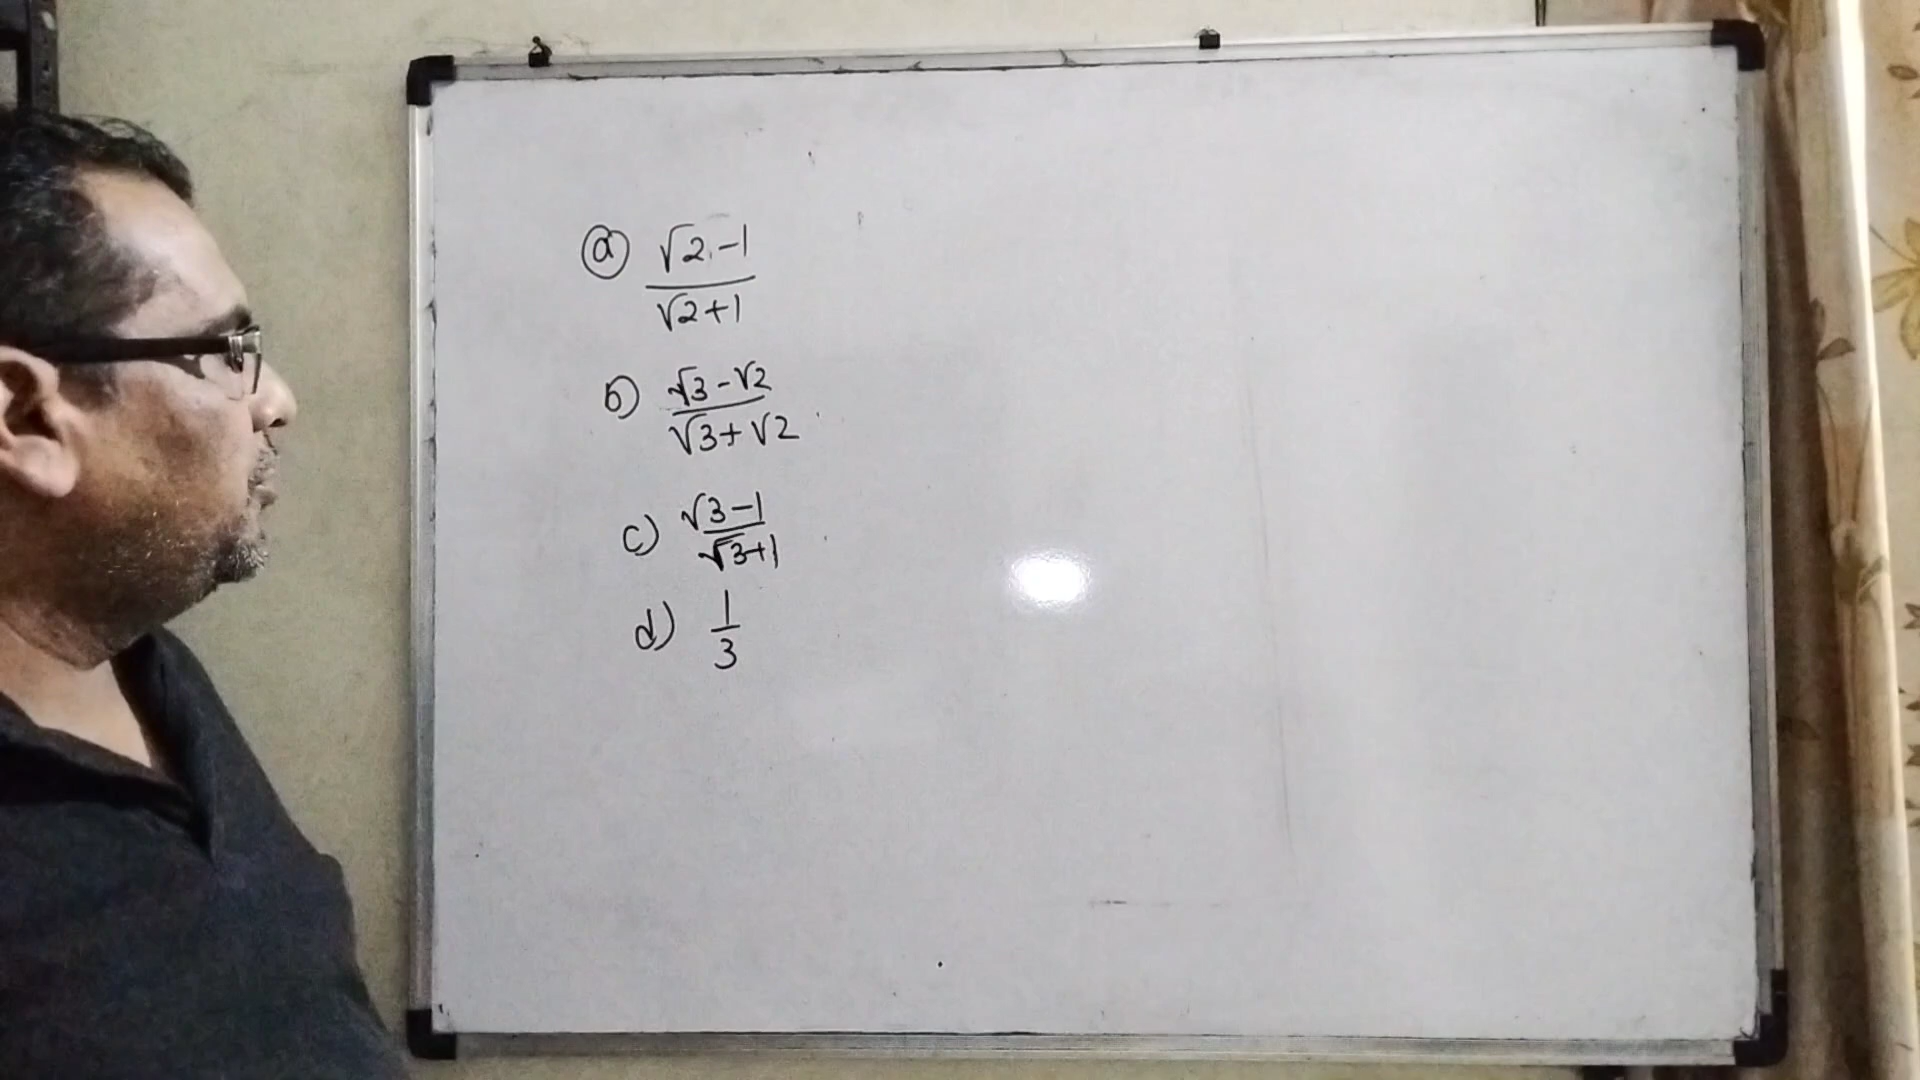 ⓐ (√2-1)/(√2+1)
b) (√3-√2)/(√3+√2)
c) (√3-1)/(√3+1)
d) 1/3